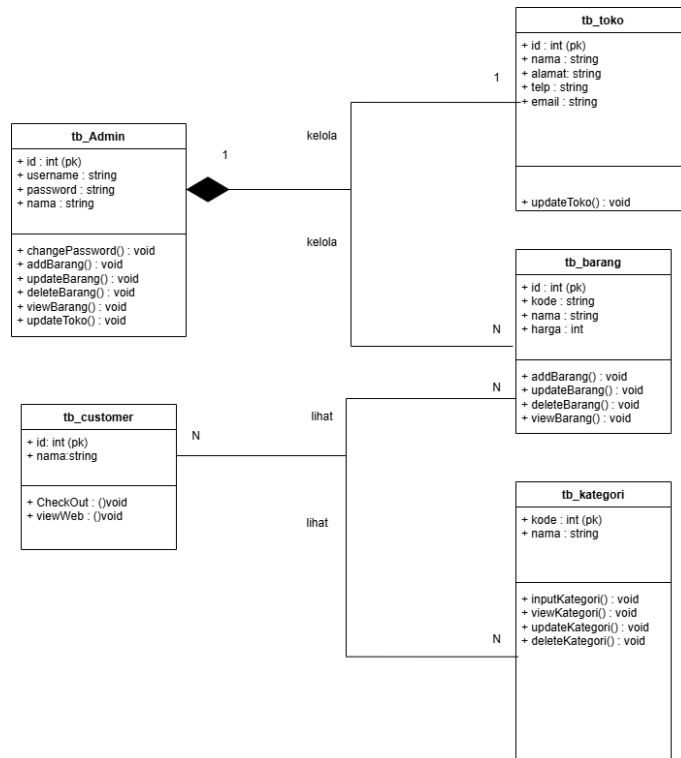 tb_toko
+ id : int (pk)
+ nama : string
+ alamat: string
+ telp : string
+ email : string
+ updateToko() : void
1
kelola
tb_Admin
+ id : int (pk)
+ username : string
+ password : string
+ nama : string
+ changePassword() : void
+ addBarang() : void
+ updateBarang() : void
+ deleteBarang() : void
+ viewBarang() : void
+ updateToko() : void
1
kelola
N
tb_barang
+ id : int (pk)
+ kode : string
+ nama : string
+ harga : int
+ addBarang() : void
+ updateBarang() : void
+ deleteBarang() : void
+ viewBarang() : void
N
lihat
tb_customer
+ id: int (pk)
+ nama:string
+ CheckOut : ()void
+ viewWeb : ()void
N
lihat
N
tb_kategori
+ kode : int (pk)
+ nama : string
+ inputKategori() : void
+ viewKategori() : void
+ updateKategori() : void
+ deleteKategori() : void